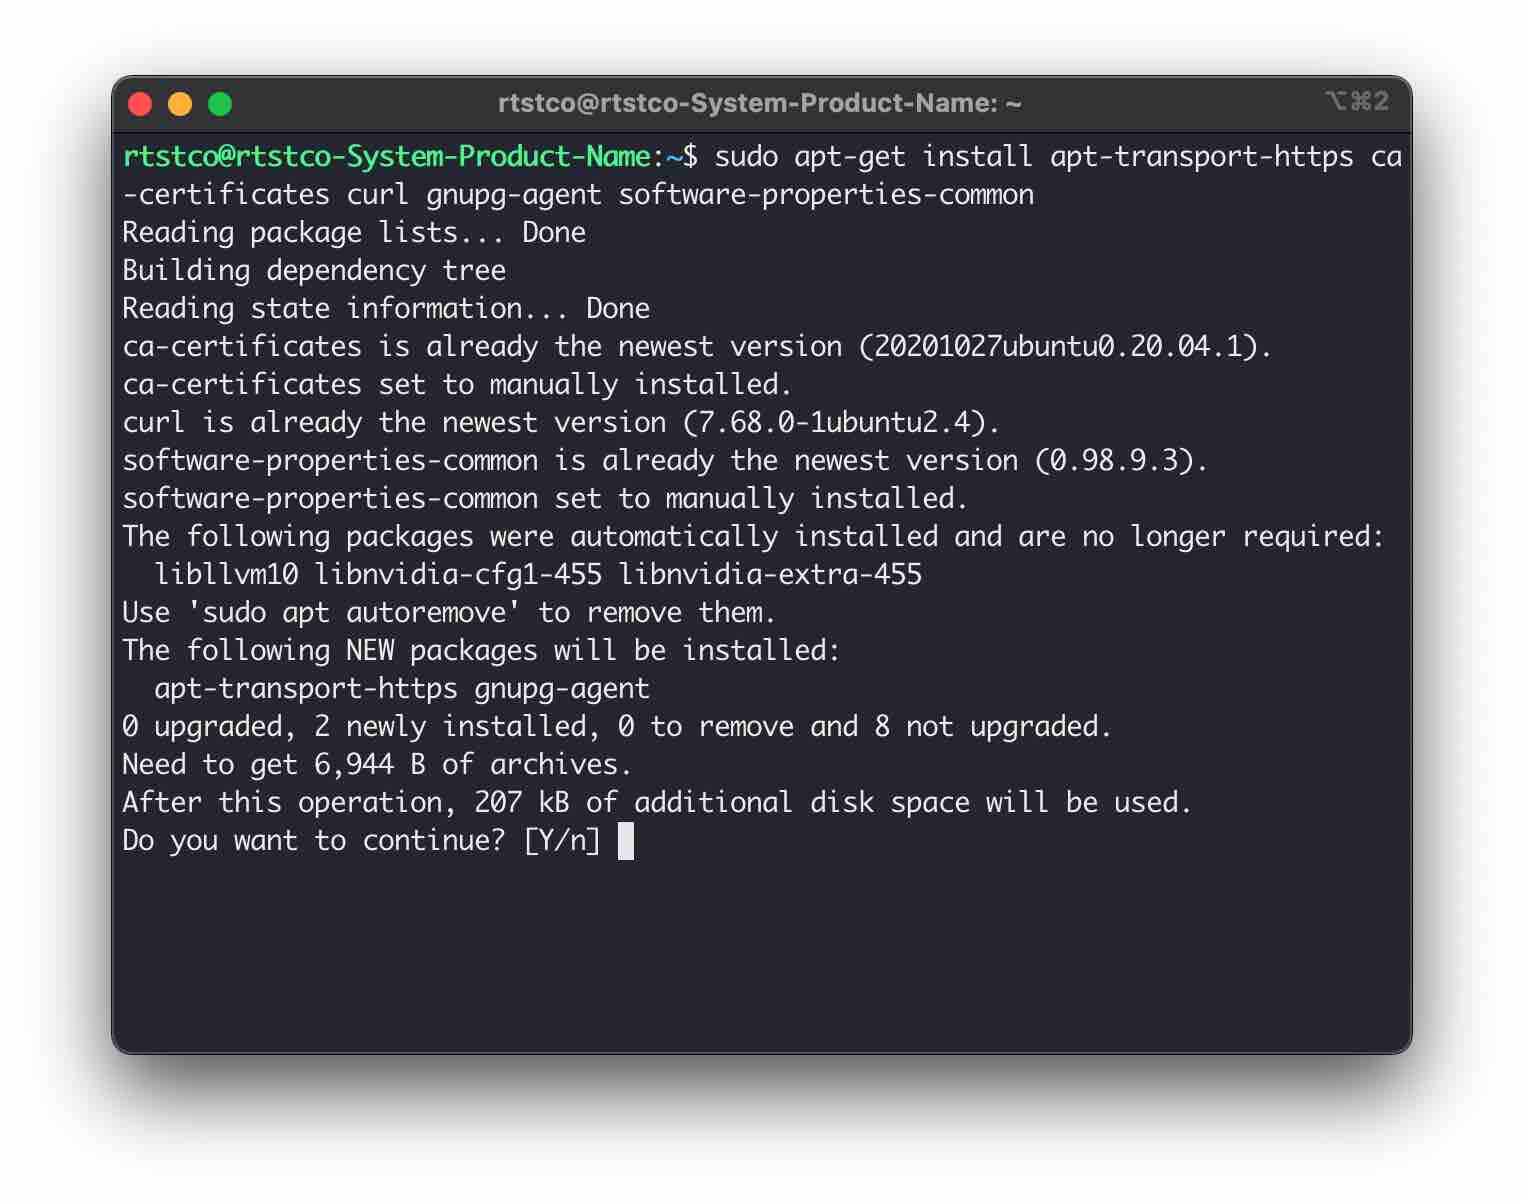 rtstco@rtstco-System-Product-Name: ~
⌥⌘2
rtstco@rtstco-System-Product-Name:~$ sudo apt-get install apt-transport-https ca
-certificates curl gnupg-agent software-properties-common
Reading package lists... Done
Building dependency tree
Reading state information... Done
ca-certificates is already the newest version (20201027ubuntu0.20.04.1).
ca-certificates set to manually installed.
curl is already the newest version (7.68.0-1ubuntu2.4).
software-properties-common is already the newest version (0.98.9.3).
software-properties-common set to manually installed.
The following packages were automatically installed and are no longer required:
  libllvm10 libnvidia-cfg1-455 libnvidia-extra-455
Use 'sudo apt autoremove' to remove them.
The following NEW packages will be installed:
  apt-transport-https gnupg-agent
0 upgraded, 2 newly installed, 0 to remove and 8 not upgraded.
Need to get 6,944 B of archives.
After this operation, 207 kB of additional disk space will be used.
Do you want to continue? [Y/n]